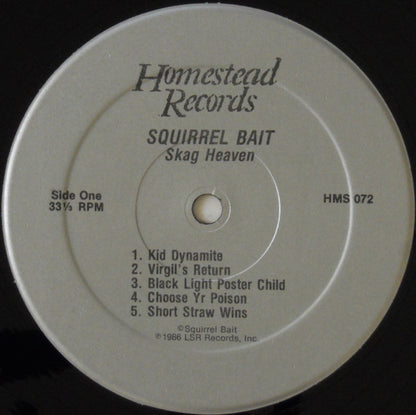 Homestead
Records
SQUIRREL BAIT
Skag Heaven
Side One
33⅓ RPM
HMS 072
1. Kid Dynamite
2. Virgil's Return
3. Black Light Poster Child
4. Choose Yr Poison
5. Short Straw Wins
©Squirrel Bait
℗1986 LSR Records, Inc.